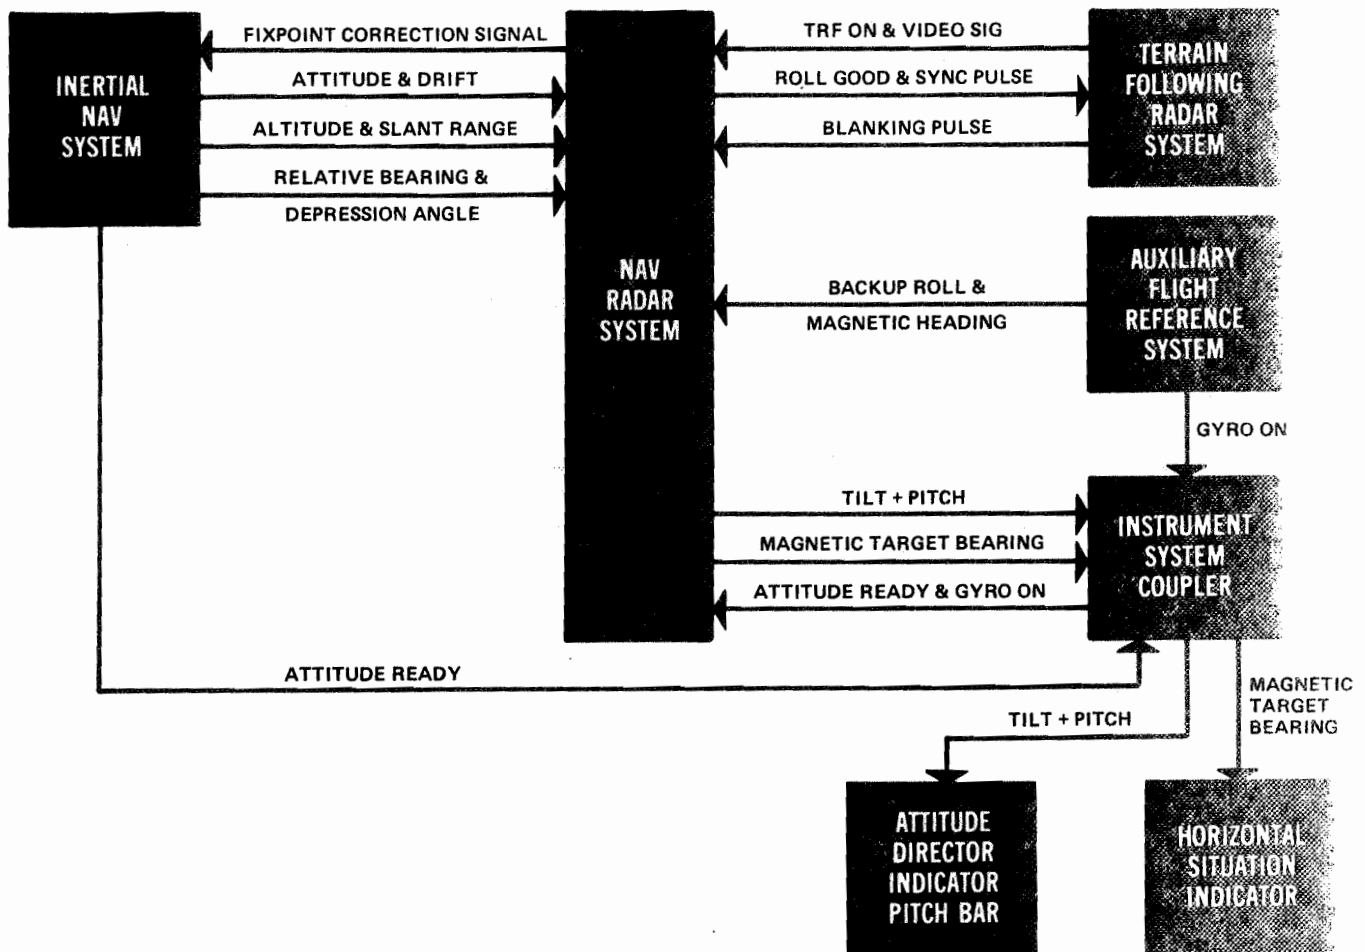 INERTIAL
NAV
SYSTEM
FIXPOINT CORRECTION SIGNAL
ATTITUDE & DRIFT
ALTITUDE & SLANT RANGE
RELATIVE BEARING &
DEPRESSION ANGLE
NAV
RADAR
SYSTEM
TRF ON & VIDEO SIG
ROLL GOOD & SYNC PULSE
BLANKING PULSE
TERRAIN
FOLLOWING
RADAR
SYSTEM
BACKUP ROLL &
MAGNETIC HEADING
AUXILIARY
FLIGHT
REFERENCE
SYSTEM
GYRO ON
TILT + PITCH
MAGNETIC TARGET BEARING
ATTITUDE READY & GYRO ON
INSTRUMENT
SYSTEM
COUPLER
ATTITUDE READY
TILT + PITCH
MAGNETIC
TARGET
BEARING
ATTITUDE
DIRECTOR
INDICATOR
PITCH BAR
HORIZONTAL
SITUATION
INDICATOR